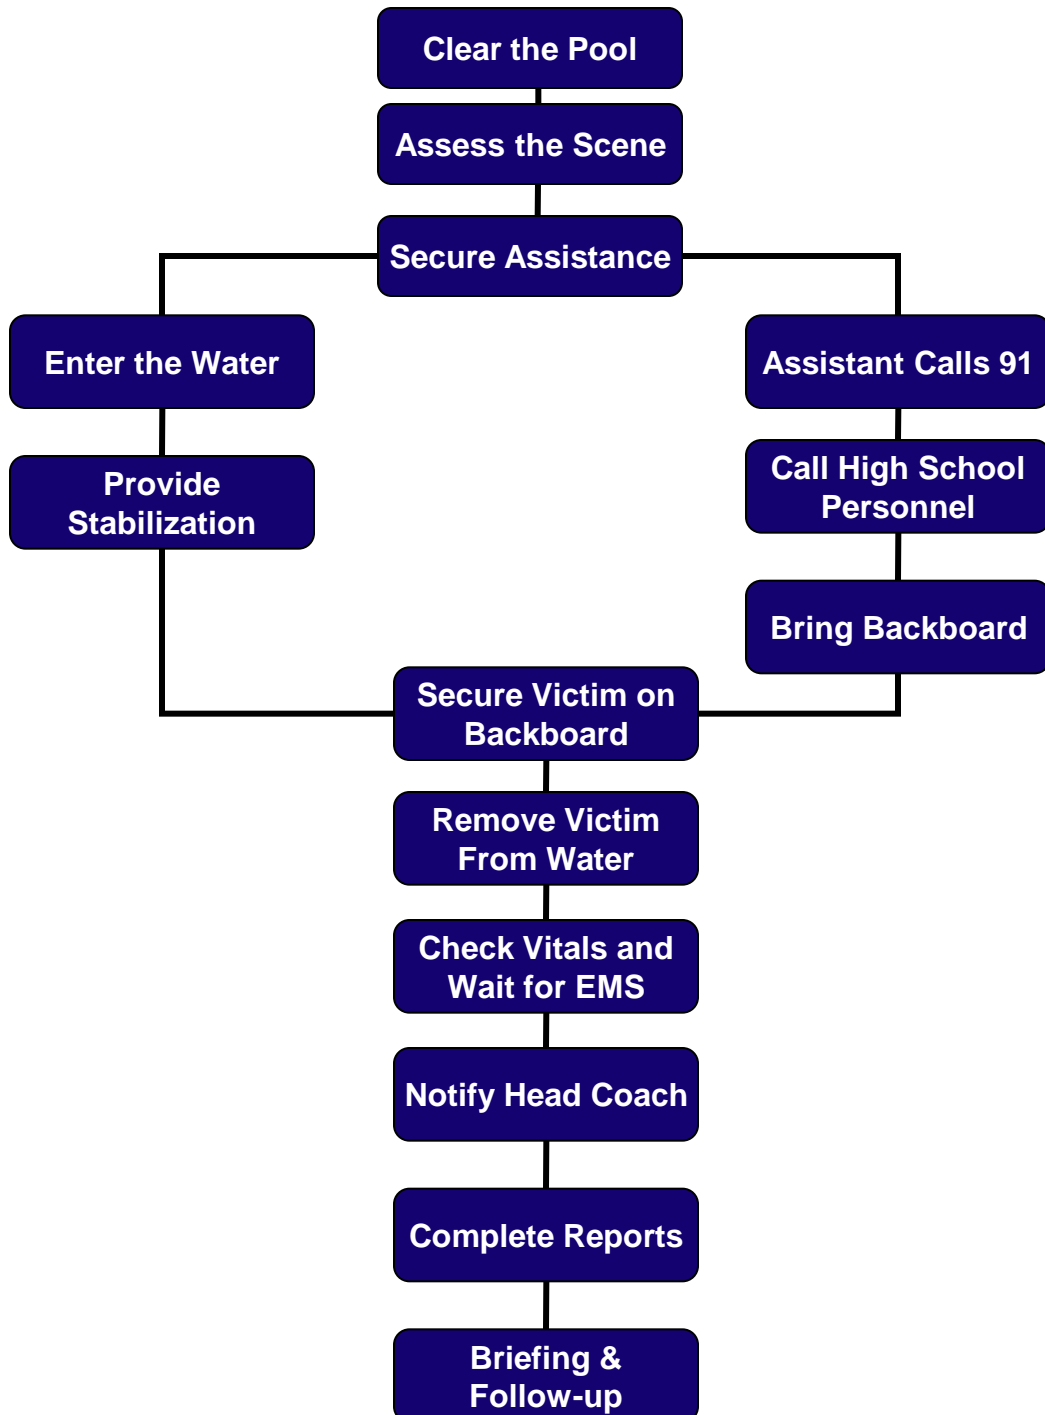 Clear the Pool
Assess the Scene
Secure Assistance
Enter the Water
Provide
Stabilization
Assistant Calls 91
Call High School
Personnel
Bring Backboard
Secure Victim on
Backboard
Remove Victim
From Water
Check Vitals and
Wait for EMS
Notify Head Coach
Complete Reports
Briefing &
Follow-up